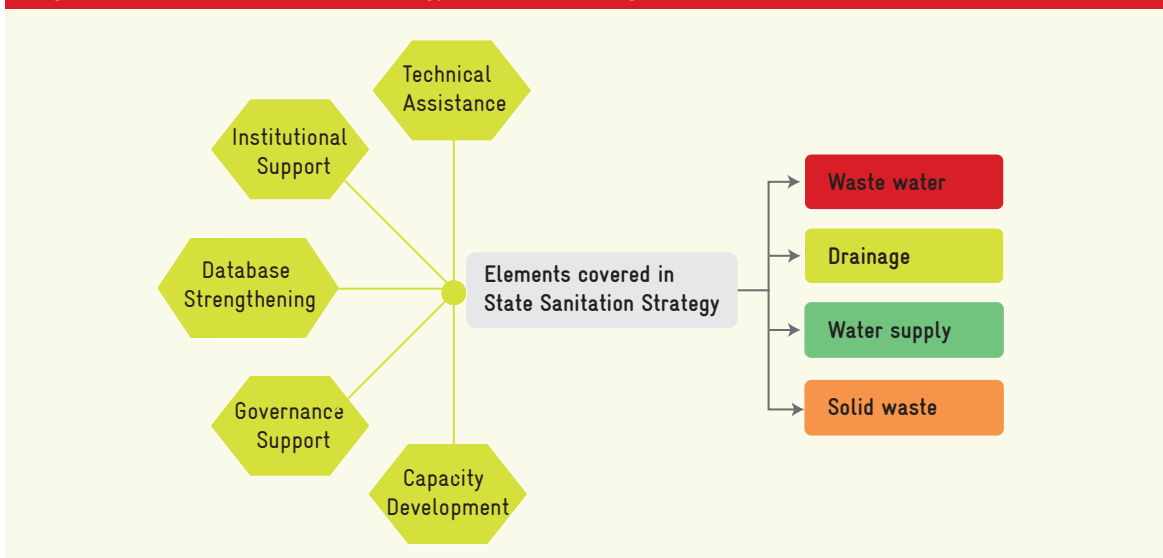 Technical
Assistance
Institutional
Support
Database
Strengthening
Governance
Support
Capacity
Development
Elements covered in
State Sanitation Strategy
Waste water
Drainage
Water supply
Solid waste